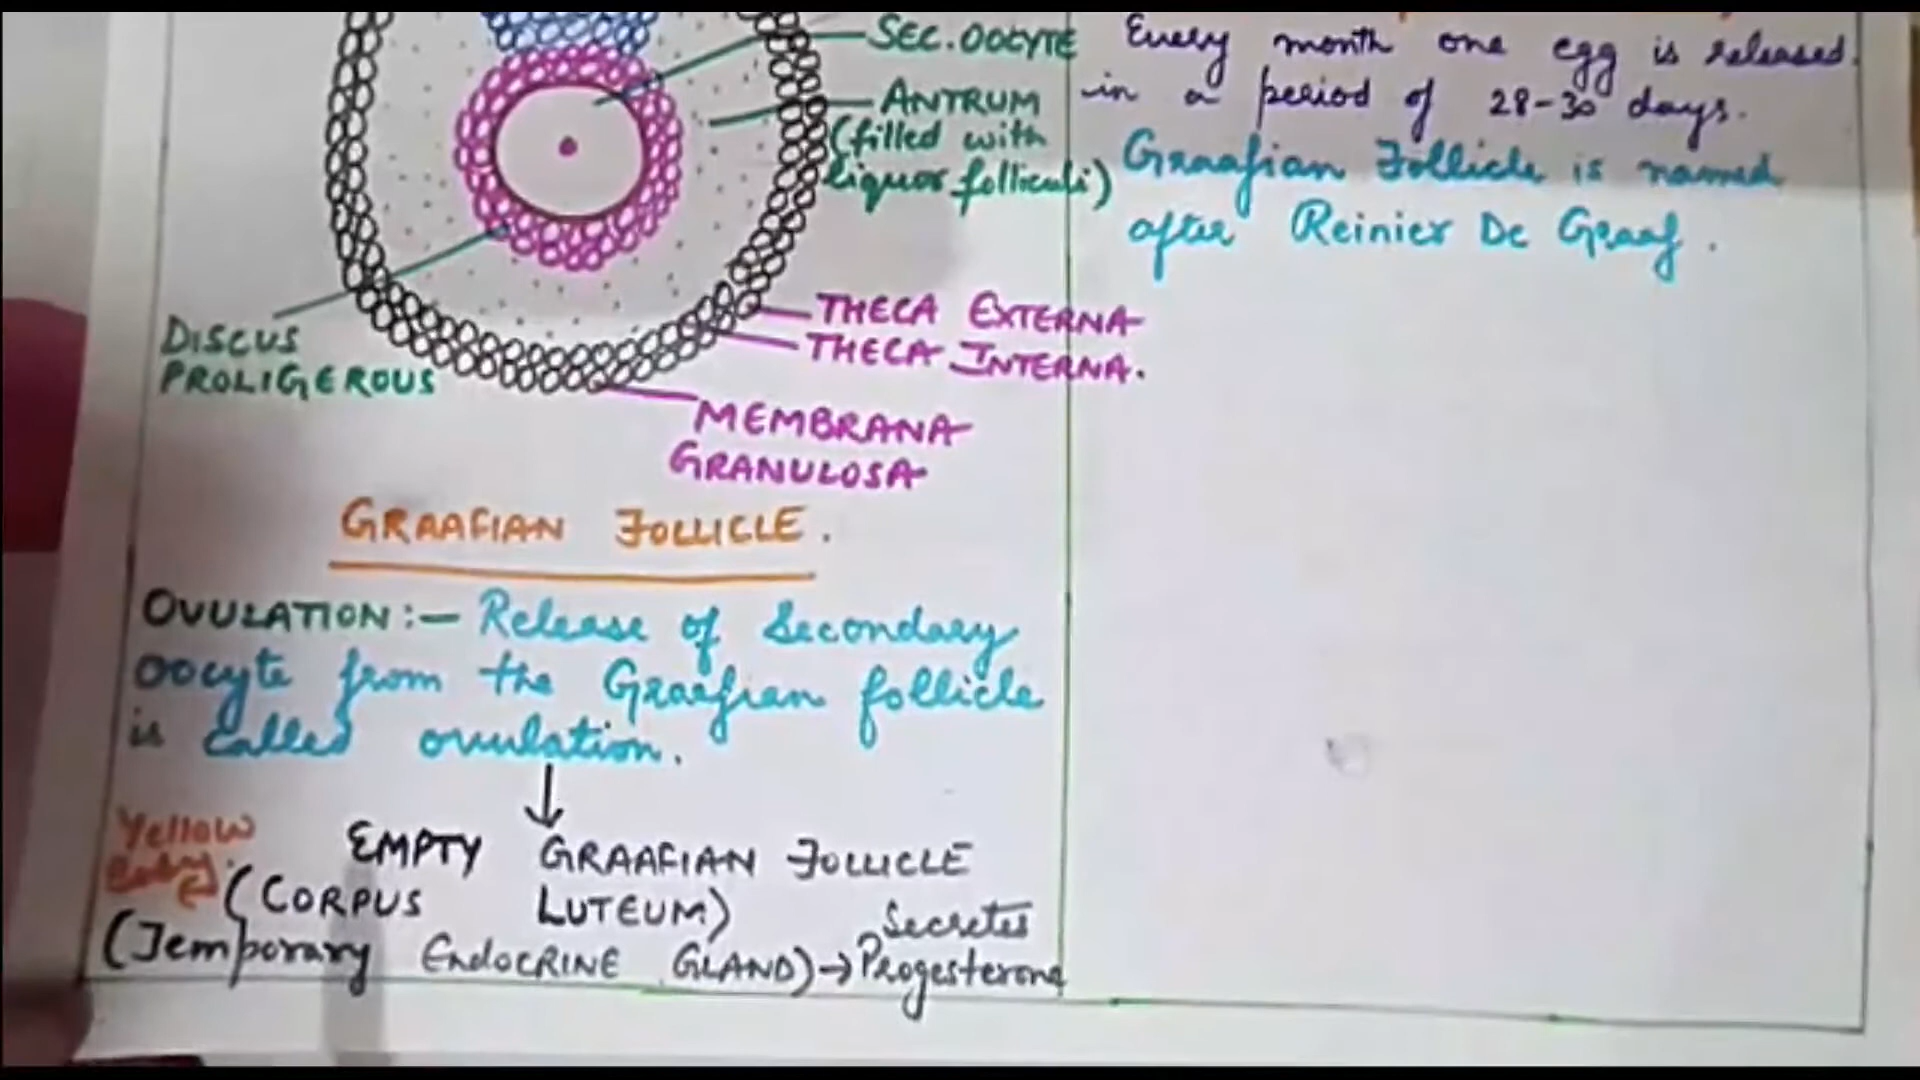 SEC. OOCYTE
ANTRUM
(filled with
liquor folliculi)
THECA EXTERNA
THECA INTERNA.
MEMBRANA
GRANULOSA
DISCUS
PROLIGEROUS
GRAAFIAN FOLLICLE.
OVULATION:- Release of Secondary
oocyte from the Graafian follicle
is called ovulation.
EMPTY GRAAFIAN FOLLICLE
Yellow
Body.
(CORPUS LUTEUM)
(Temporary ENDOCRINE GLAND)→ Secretes
Progesterone
Every month one egg is released
in a period of 28-30 days.
Graafian Follicle is named
after Reinier De Graaf.